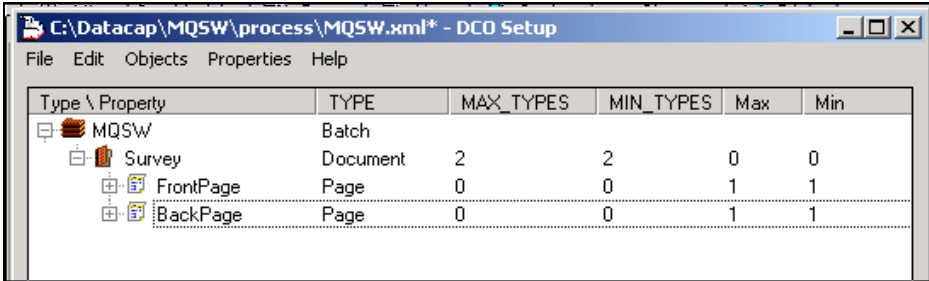 C:\Datacap\MQSW\process\MQSW.xml* - DCO Setup
File Edit Objects Properties Help
Type \ Property TYPE MAX_TYPES MIN_TYPES Max Min
MQSW Batch
Survey Document 2 2 0 0
FrontPage Page 0 0 1 1
BackPage Page 0 0 1 1